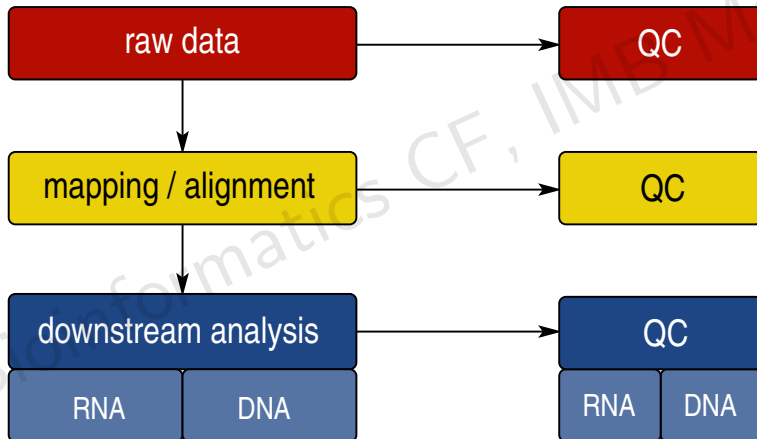 raw data
QC
mapping / alignment
QC
downstream analysis
QC
RNA
DNA
RNA
DNA
Bioinformatics CF, IMB M